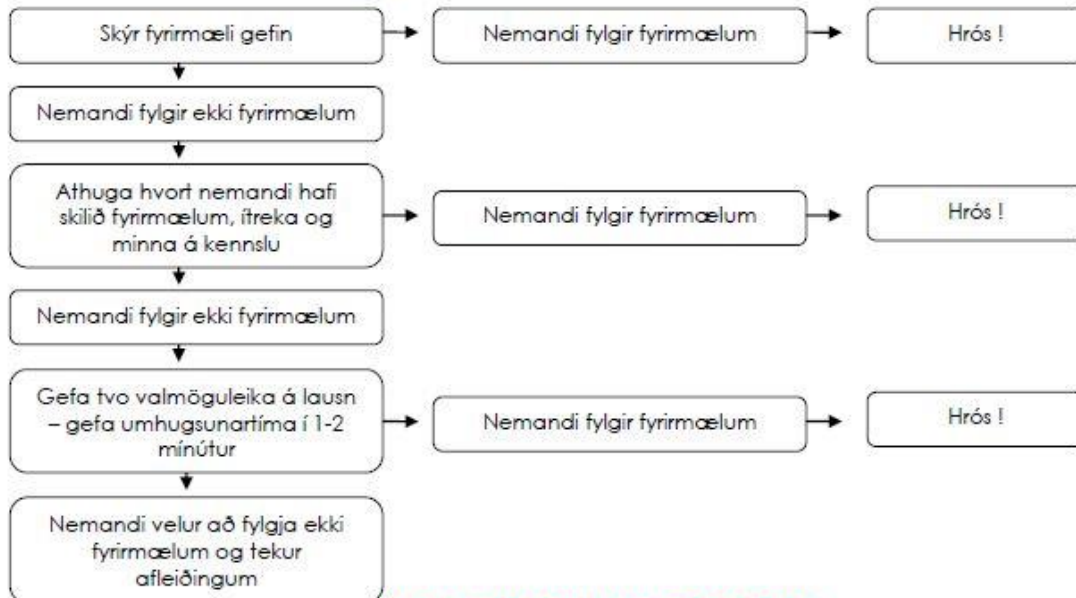 Skýr fyrirmæli gefin
Nemandi fylgir fyrirmælum
Hrós !
Nemandi fylgir ekki fyrirmælum
Athuga hvort nemandi hafi
skilið fyrirmælum, ítreka og
minna á kennslu
Nemandi fylgir fyrirmælum
Hrós !
Nemandi fylgir ekki fyrirmælum
Gefa tvo valmöguleika á lausn
– gefa umhugsunartíma í 1-2
mínútur
Nemandi fylgir fyrirmælum
Hrós !
Nemandi velur að fylgja ekki
fyrirmælum og tekur
afleiðingum